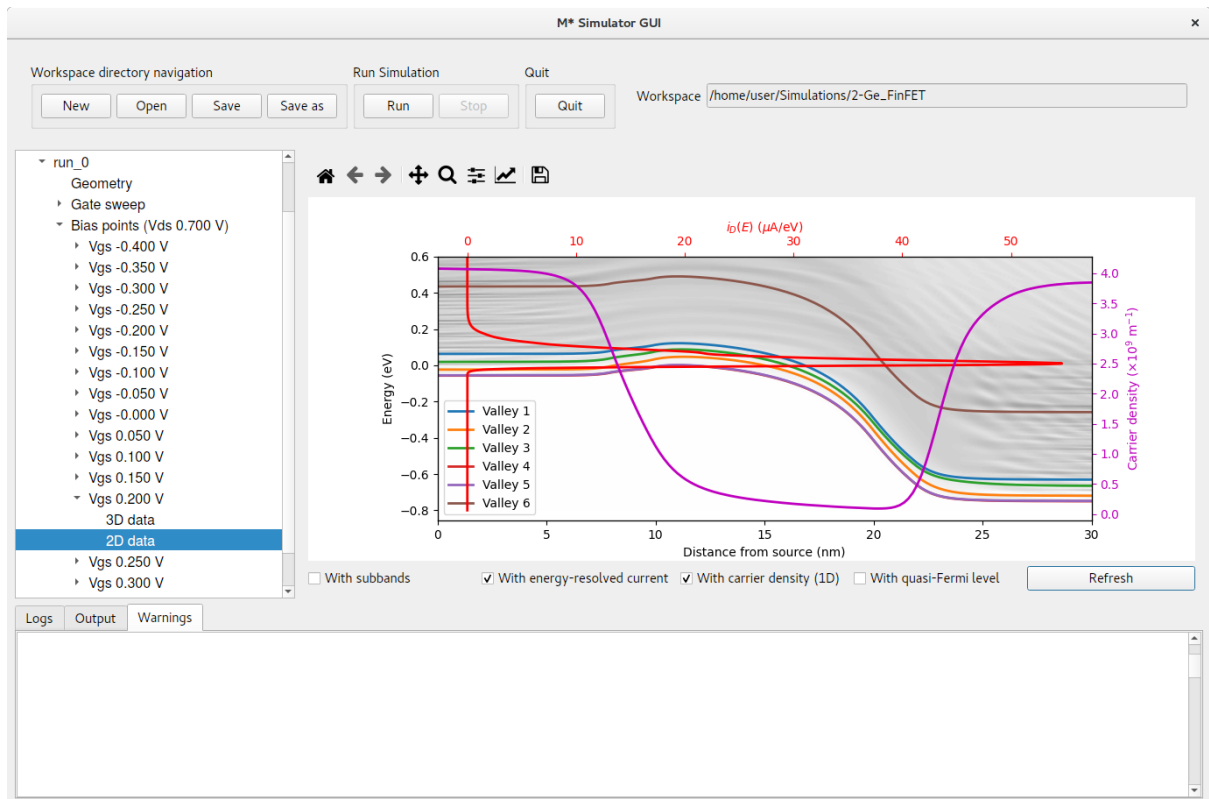 M* Simulator GUI
×
Workspace directory navigation
Run Simulation
Quit
New
Open
Save
Save as
Run
Stop
Quit
Workspace
/home/user/Simulations/2-Ge_FinFET
run_0
Geometry
Gate sweep
Bias points (Vds 0.700 V)
Vgs -0.400 V
Vgs -0.350 V
Vgs -0.300 V
Vgs -0.250 V
Vgs -0.200 V
Vgs -0.150 V
Vgs -0.100 V
Vgs -0.050 V
Vgs -0.000 V
Vgs 0.050 V
Vgs 0.100 V
Vgs 0.150 V
Vgs 0.200 V
3D data
2D data
Vgs 0.250 V
Vgs 0.300 V
i_D(E) (μA/eV)
0 10 20 30 40 50
Energy (eV)
0.6
0.4
0.2
0.0
−0.2
−0.4
−0.6
−0.8
Valley 1
Valley 2
Valley 3
Valley 4
Valley 5
Valley 6
4.0
3.5
3.0
2.5
2.0
1.5
1.0
0.5
0.0
Carrier density (×10⁹ m⁻¹)
0 5 10 15 20 25 30
Distance from source (nm)
With subbands
With energy-resolved current
With carrier density (1D)
With quasi-Fermi level
Refresh
Logs
Output
Warnings